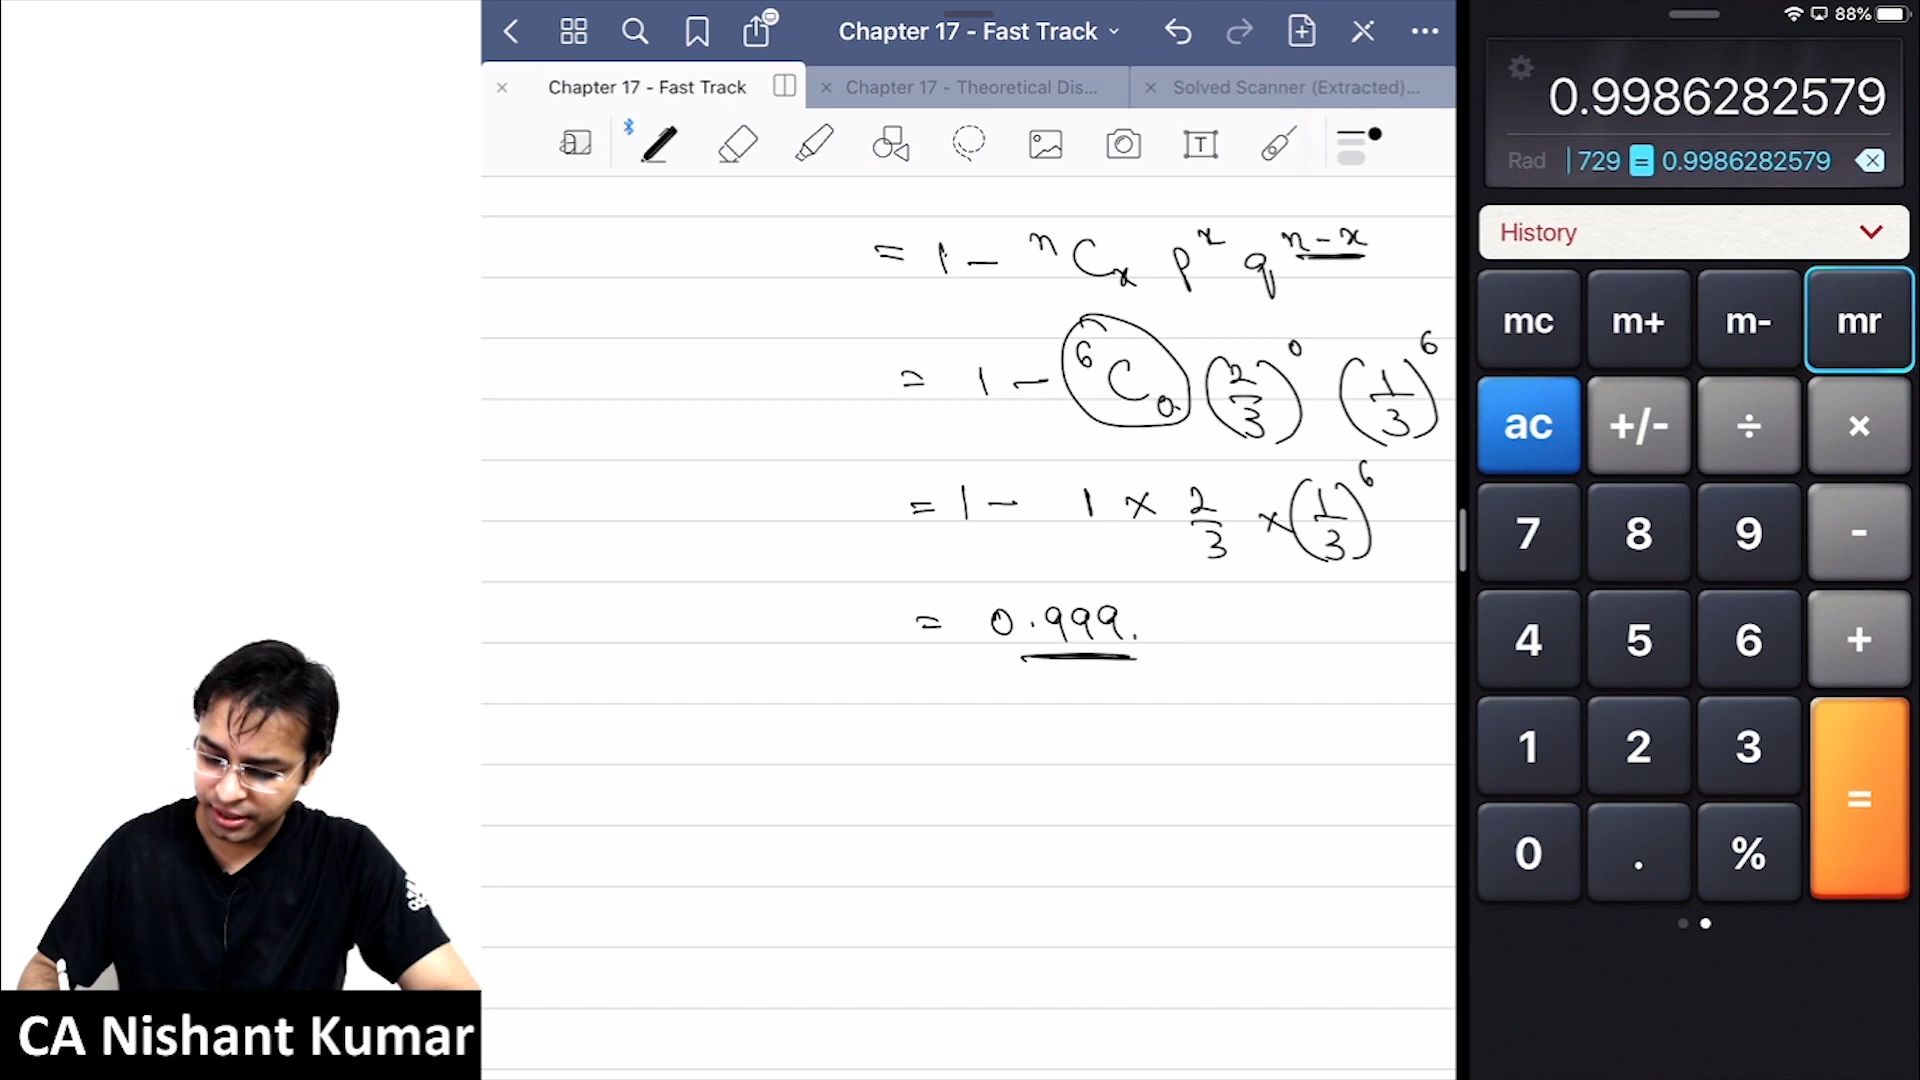 Chapter 17 - Fast Track
88%
Chapter 17 - Fast Track
Chapter 17 - Theoretical Dis...
Solved Scanner (Extracted)...
= 1 - ⁿCₓ pˣ qⁿ⁻ˣ
= 1 - ⁶C₀ (2/3)⁰ (1/3)⁶
= 1 - 1 × 2/3 × (1/3)⁶
= 0.999.
0.9986282579
Rad 729 = 0.9986282579
History
mc m+ m- mr
ac +/- ÷ ×
7 8 9 -
4 5 6 +
1 2 3
0 . % =
CA Nishant Kumar